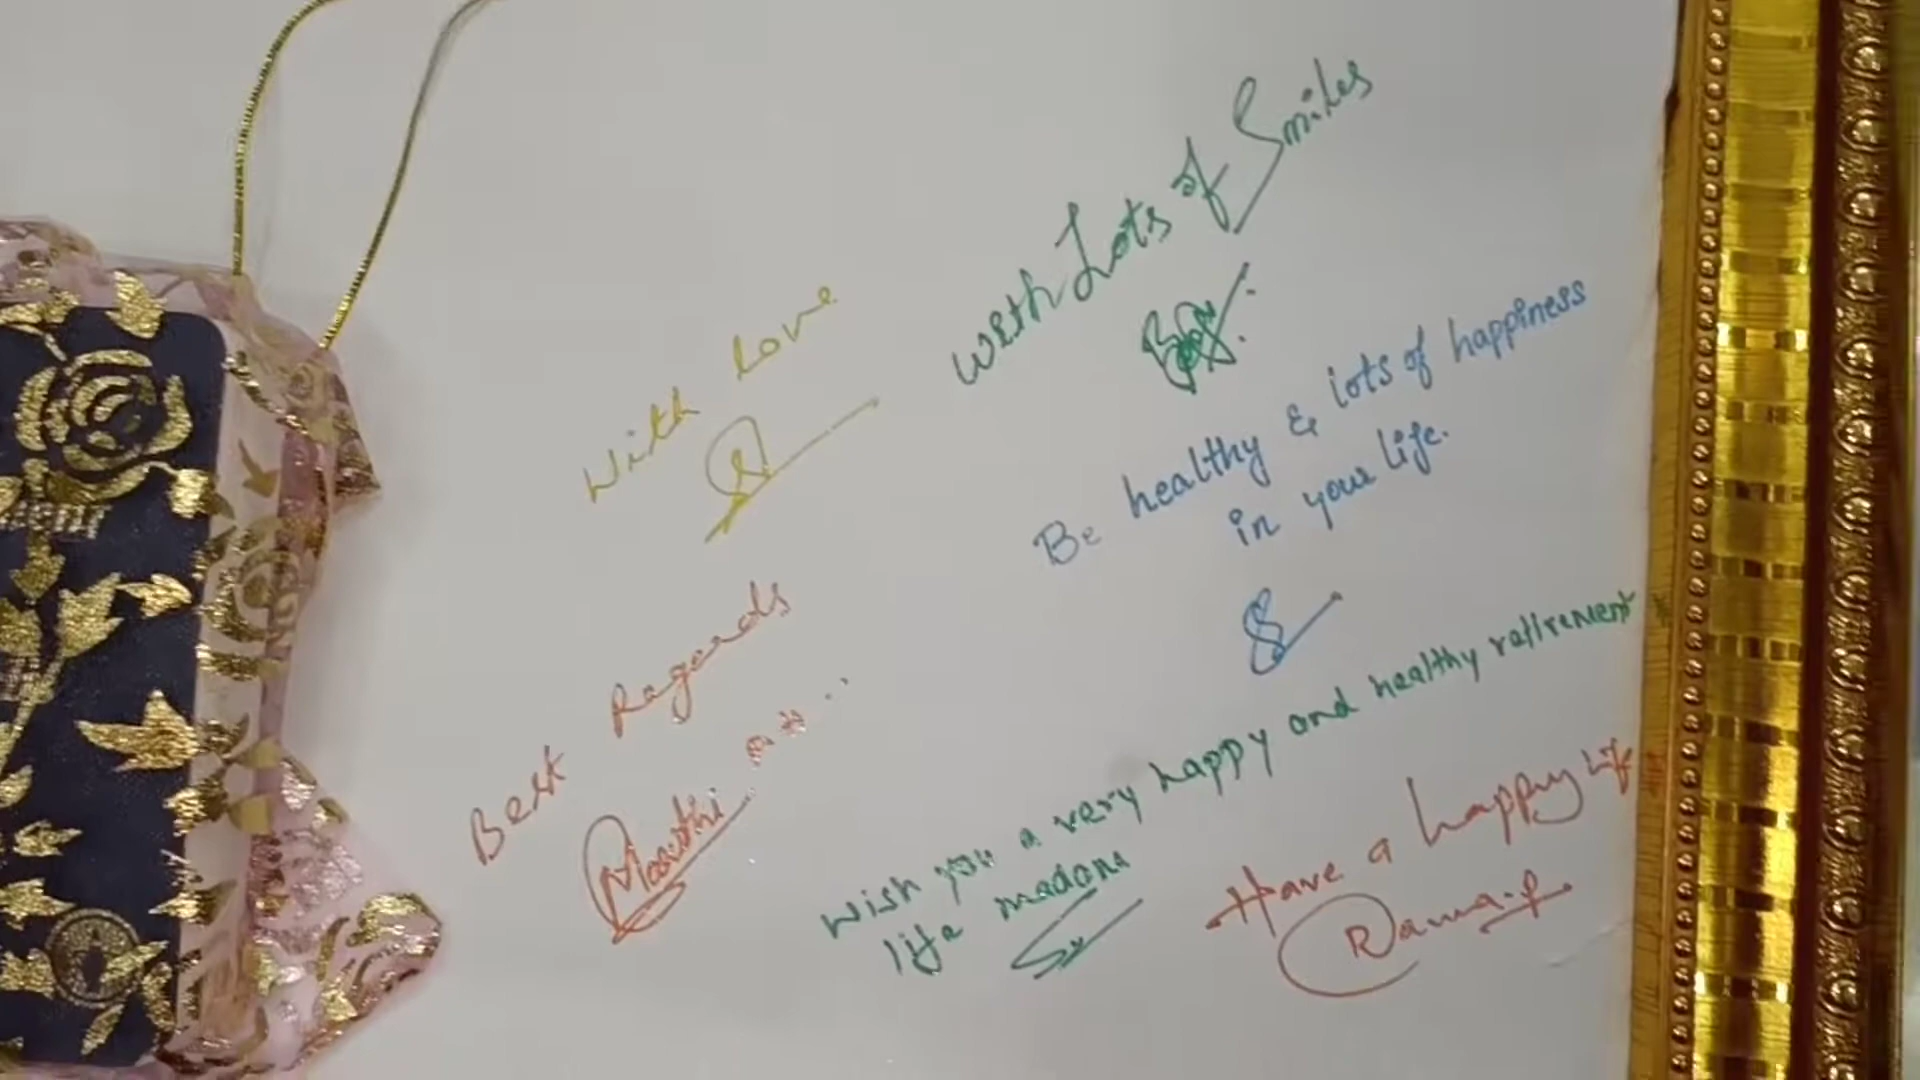 With Lots of Smiles
With love
Be healthy & lots of happiness
in your life.
Best Regards
Wish you a very happy and healthy retirement
life madam
Have a happy life
Rama.P